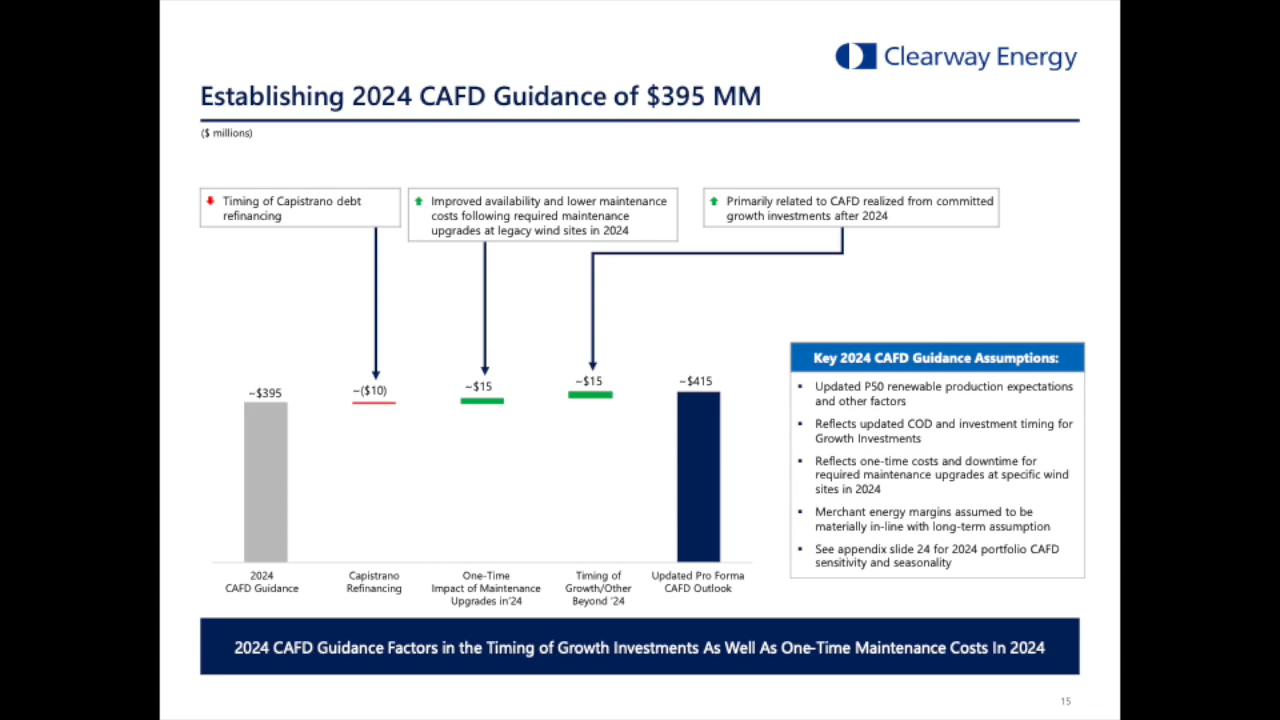 Clearway Energy
Establishing 2024 CAFD Guidance of $395 MM
($ millions)
Timing of Capistrano debt
refinancing
Improved availability and lower maintenance
costs following required maintenance
upgrades at legacy wind sites in 2024
Primarily related to CAFD realized from committed
growth investments after 2024
~$395
~($10)
~$15
~$15
~$415
2024
CAFD Guidance
Capistrano
Refinancing
One-Time
Impact of Maintenance
Upgrades in'24
Timing of
Growth/Other
Beyond '24
Updated Pro Forma
CAFD Outlook
Key 2024 CAFD Guidance Assumptions:
▪ Updated P50 renewable production expectations
and other factors
▪ Reflects updated COD and investment timing for
Growth Investments
▪ Reflects one-time costs and downtime for
required maintenance upgrades at specific wind
sites in 2024
▪ Merchant energy margins assumed to be
materially in-line with long-term assumption
▪ See appendix slide 24 for 2024 portfolio CAFD
sensitivity and seasonality
2024 CAFD Guidance Factors in the Timing of Growth Investments As Well As One-Time Maintenance Costs In 2024
15